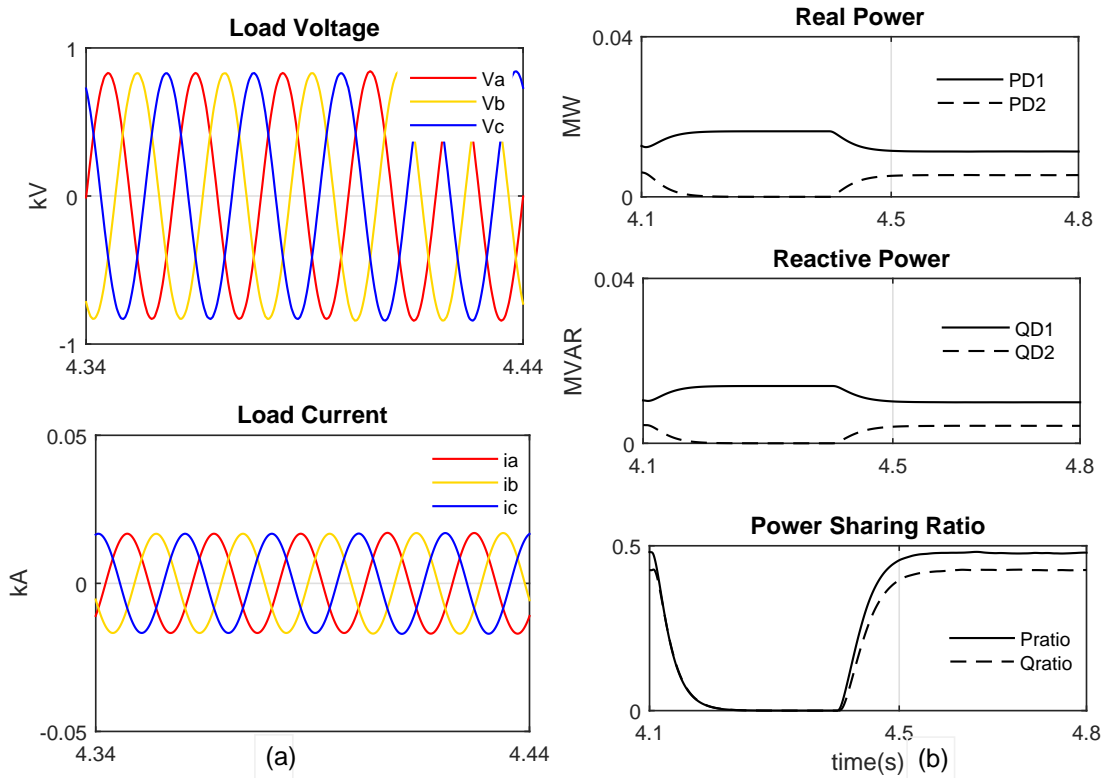 Load Voltage
1
kV
0
-1
4.34
4.44
Va
Vb
Vc
Load Current
0.05
kA
0
-0.05
4.34
4.44
ia
ib
ic
(a)
Real Power
0.04
MW
0
4.1
4.5
4.8
PD1
PD2
Reactive Power
0.04
MVAR
0
4.1
4.5
4.8
QD1
QD2
Power Sharing Ratio
0.5
0
4.1
4.5
4.8
Pratio
Qratio
time(s)
(b)